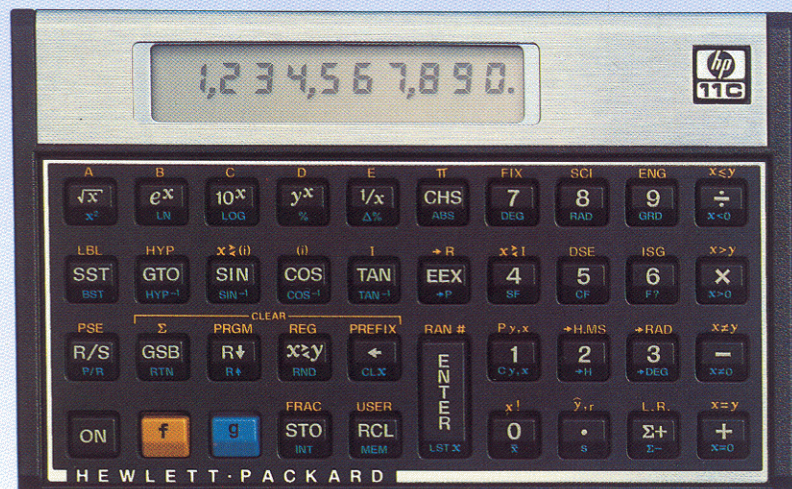 1,234,567,890.
hp
11C
A B C D E π FIX SCI ENG x≤y
√x eˣ 10ˣ yˣ 1/x CHS 7 8 9 ÷
x² LN LOG % Δ% ABS DEG RAD GRD x<0
LBL HYP x≷(i) (i) I →R x≷I DSE ISG x>y
SST GTO SIN COS TAN EEX 4 5 6 ×
BST HYP⁻¹ SIN⁻¹ COS⁻¹ TAN⁻¹ →P SF CF F? x>0
CLEAR
PSE Σ PRGM REG PREFIX RAN # Py,x →H.MS →RAD x≠y
R/S GSB R↓ x≷y ← ENTER 1 2 3 −
P/R RTN R↑ RND CLX Cy,x →H →DEG x≠0
FRAC USER x! ŷ,r L.R. x=y
ON f g STO RCL 0 · Σ+ +
INT MEM LSTX x̄ s Σ− x=0
HEWLETT·PACKARD